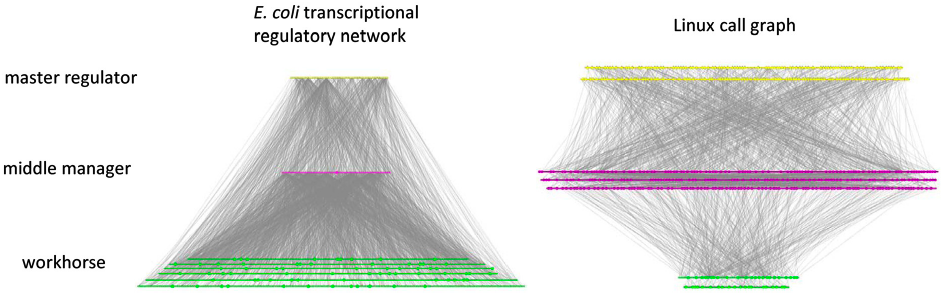 E. coli transcriptional
regulatory network
Linux call graph
master regulator
middle manager
workhorse